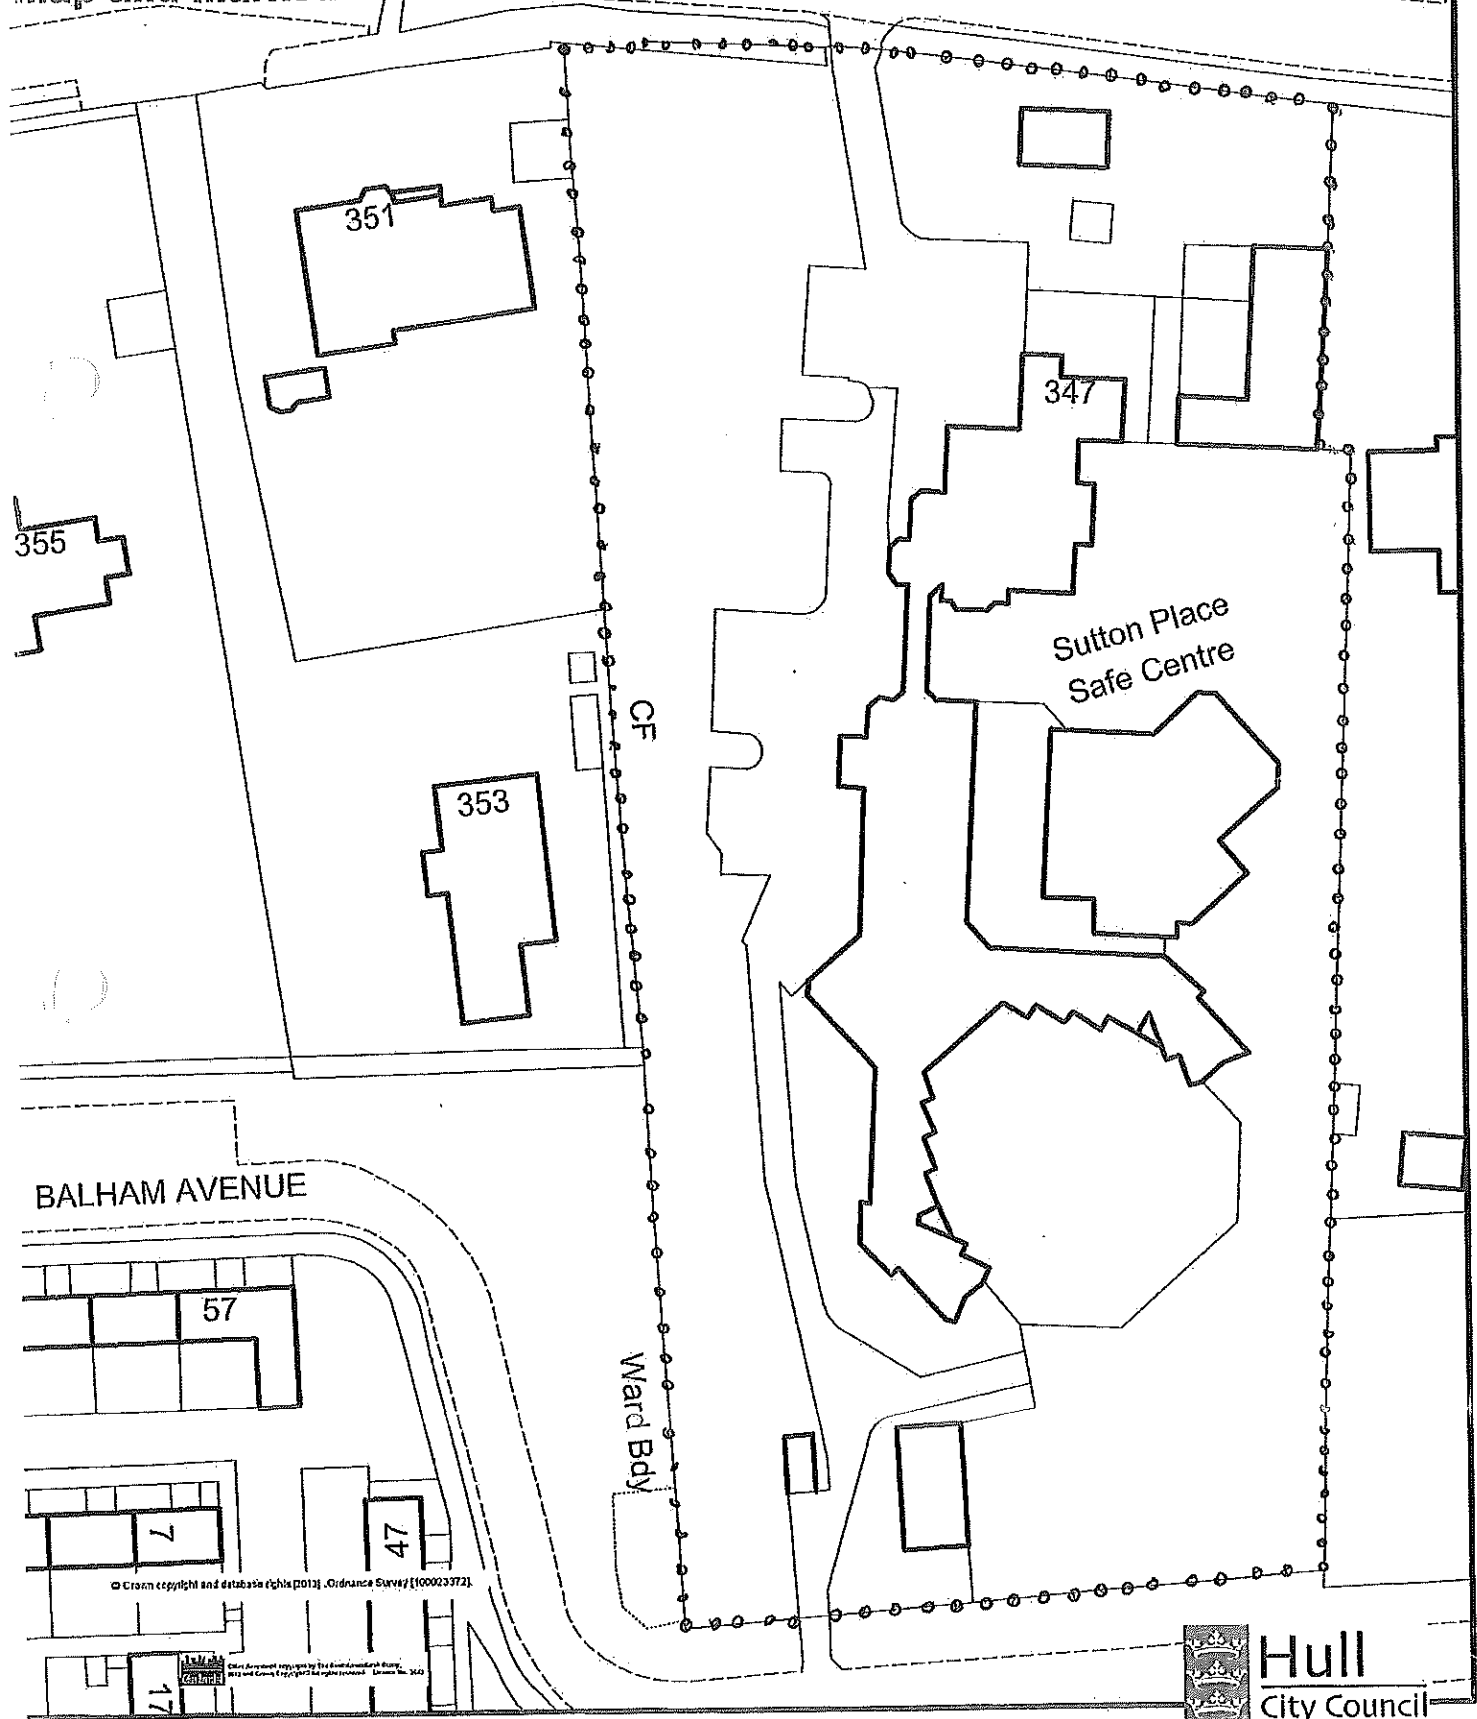 351
347
355
Sutton Place
Safe Centre
CF
353
BALHAM AVENUE
57
Ward Bdy
7
47
© Crown copyright and database rights [2013] .Ordnance Survey [100023372].
17
Hull
City Council